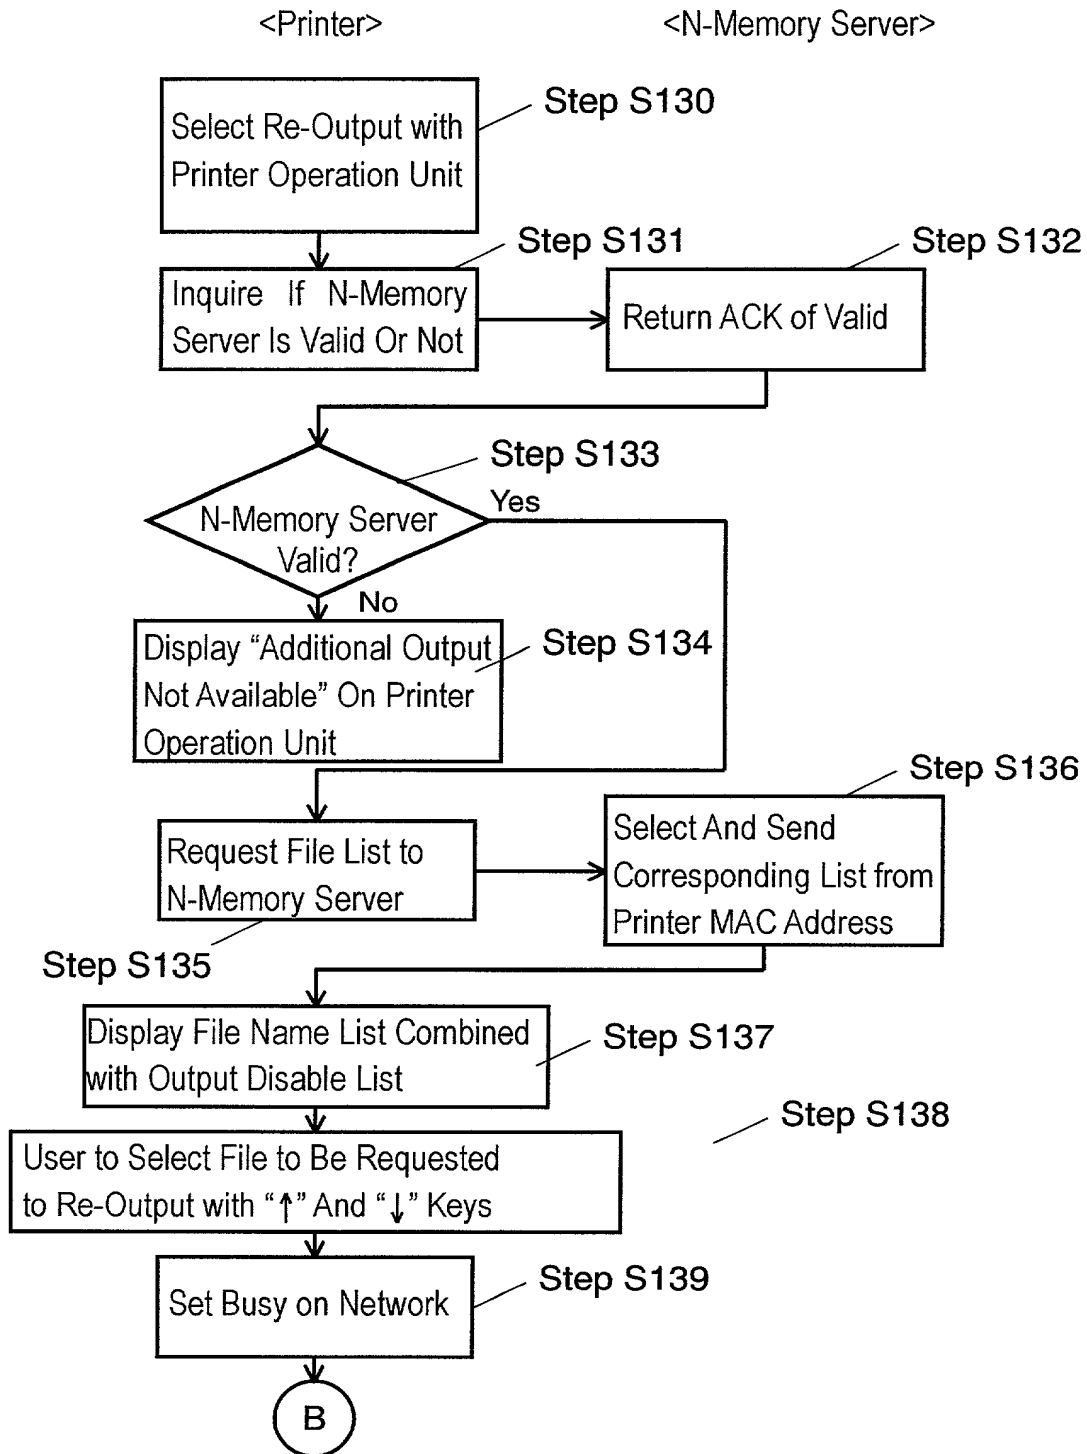 <Printer>
<N-Memory Server>
Step S130
Select Re-Output with
Printer Operation Unit
Step S131
Step S132
Inquire If N-Memory
Server Is Valid Or Not
Return ACK of Valid
Step S133
Yes
N-Memory Server
Valid?
No
Step S134
Display “Additional Output
Not Available” On Printer
Operation Unit
Step S136
Request File List to
N-Memory Server
Select And Send
Corresponding List from
Printer MAC Address
Step S135
Display File Name List Combined
with Output Disable List
Step S137
Step S138
User to Select File to Be Requested
to Re-Output with “↑” And “↓” Keys
Step S139
Set Busy on Network
B